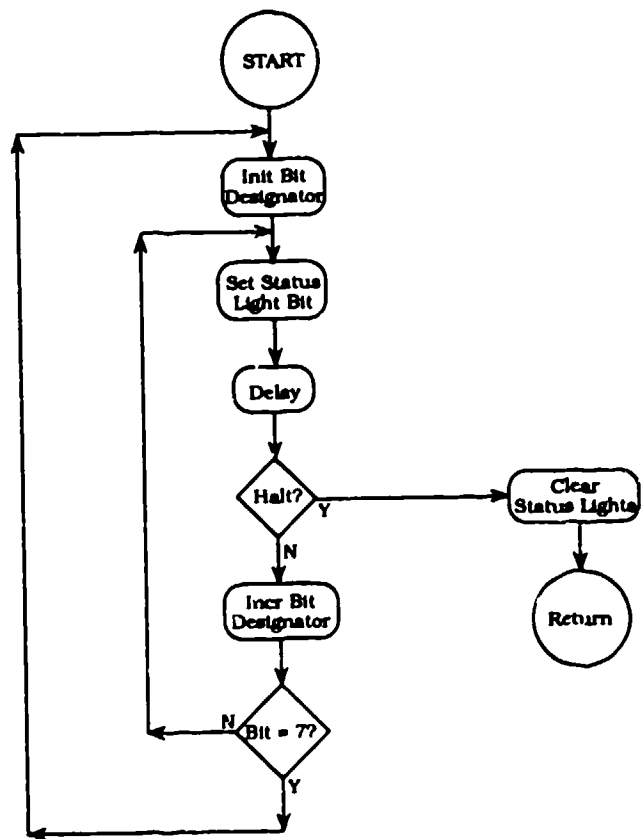 START
Init Bit
Designator
Set Status
Light Bit
Delay
Halt?
Y
Clear
Status Lights
N
Incr Bit
Designator
Return
N
Bit = 7?
Y